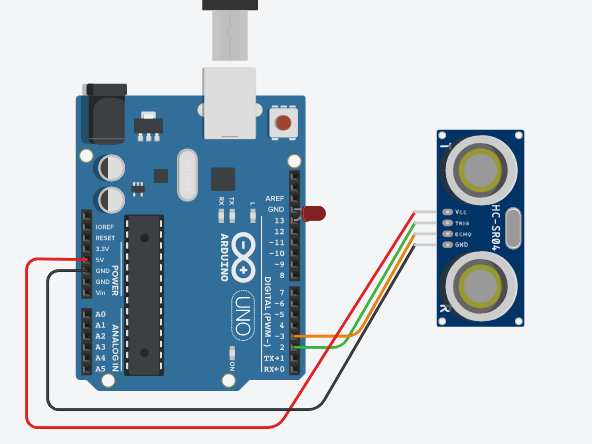 AREF
GND
13
12
~11
~10
~9
8
7
~6
~5
4
~3
2
TX→1
RX←0
DIGITAL (PWM~)
IOREF
RESET
3.3V
5V
GND
GND
Vin
POWER
A0
A1
A2
A3
A4
A5
ANALOG IN
RX
TX
L
ARDUINO
UNO
ON
T
Vcc
TRIG
ECHO
GND
HC-SR04
R